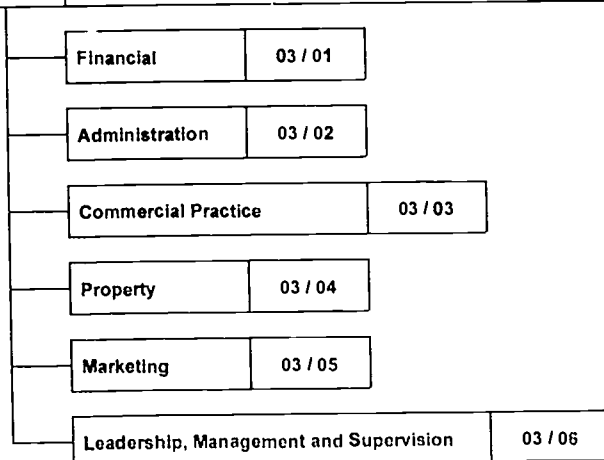 Financial 03 / 01
Administration 03 / 02
Commercial Practice 03 / 03
Property 03 / 04
Marketing 03 / 05
Leadership, Management and Supervision 03 / 06